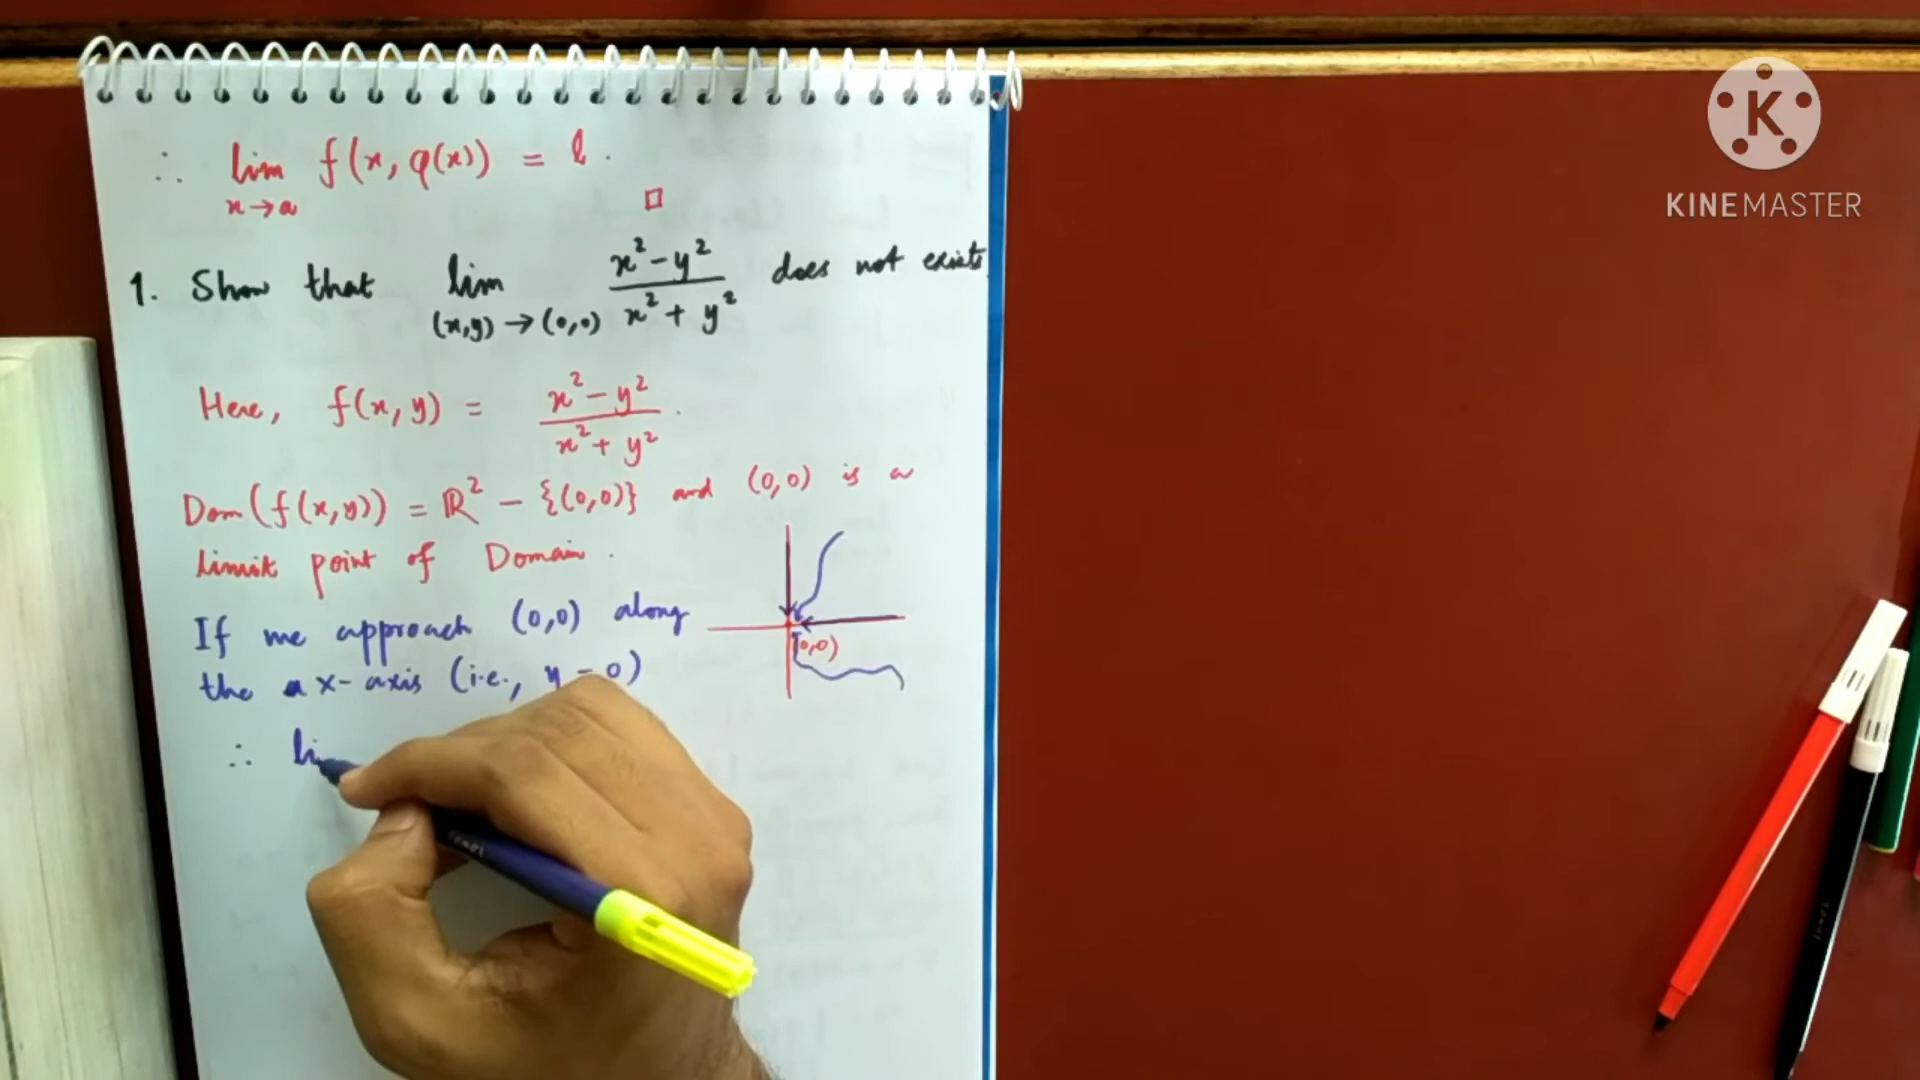 ∴ lim f(x, φ(x)) = l.
x→a
□
1. Show that lim x²-y² / x²+y² does not exists.
(x,y)→(0,0)
Here, f(x,y) = x²-y² / x²+y².
Dom(f(x,y)) = ℝ² - {(0,0)} and (0,0) is a
limit point of Domain.
If we approach (0,0) along
the x-axis (i.e., y=0)
(0,0)
∴ li
K
KINEMASTER